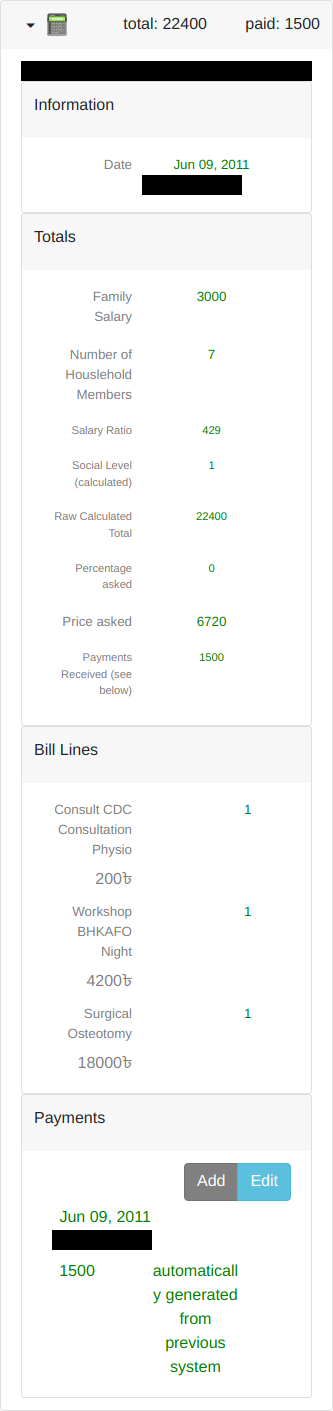 total: 22400 paid: 1500
Information
Date Jun 09, 2011
Totals
Family 3000
Salary
Number of 7
Houslehold
Members
Salary Ratio 429
Social Level 1
(calculated)
Raw Calculated 22400
Total
Percentage 0
asked
Price asked 6720
Payments 1500
Received (see
below)
Bill Lines
Consult CDC 1
Consultation
Physio
200৳
Workshop 1
BHKAFO
Night
4200৳
Surgical 1
Osteotomy
18000৳
Payments
Add Edit
Jun 09, 2011
1500 automaticall
y generated
from
previous
system